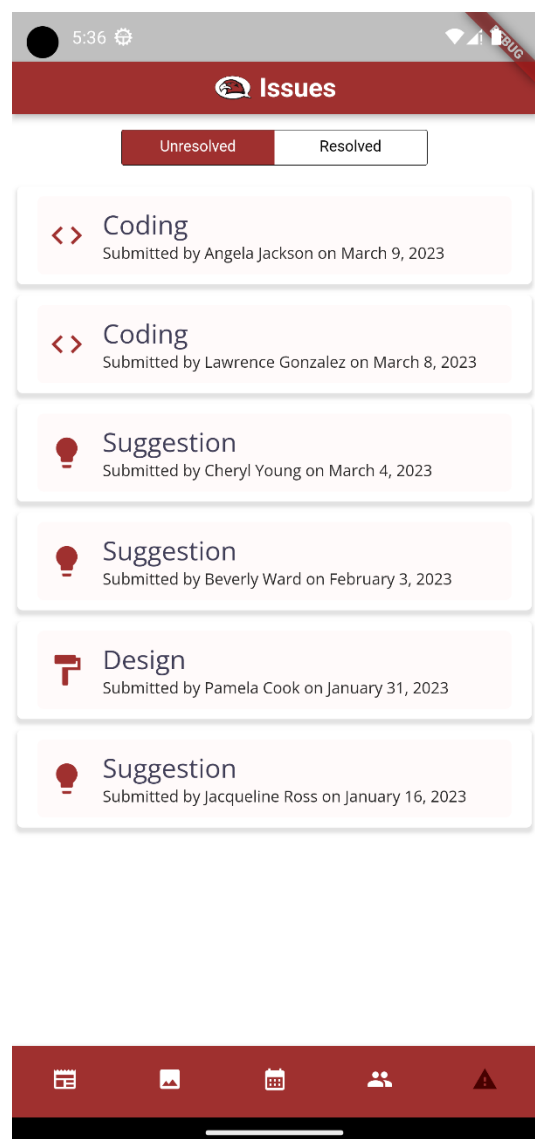 5:36
DEBUG
Issues
Unresolved
Resolved
Coding
Submitted by Angela Jackson on March 9, 2023
Coding
Submitted by Lawrence Gonzalez on March 8, 2023
Suggestion
Submitted by Cheryl Young on March 4, 2023
Suggestion
Submitted by Beverly Ward on February 3, 2023
Design
Submitted by Pamela Cook on January 31, 2023
Suggestion
Submitted by Jacqueline Ross on January 16, 2023